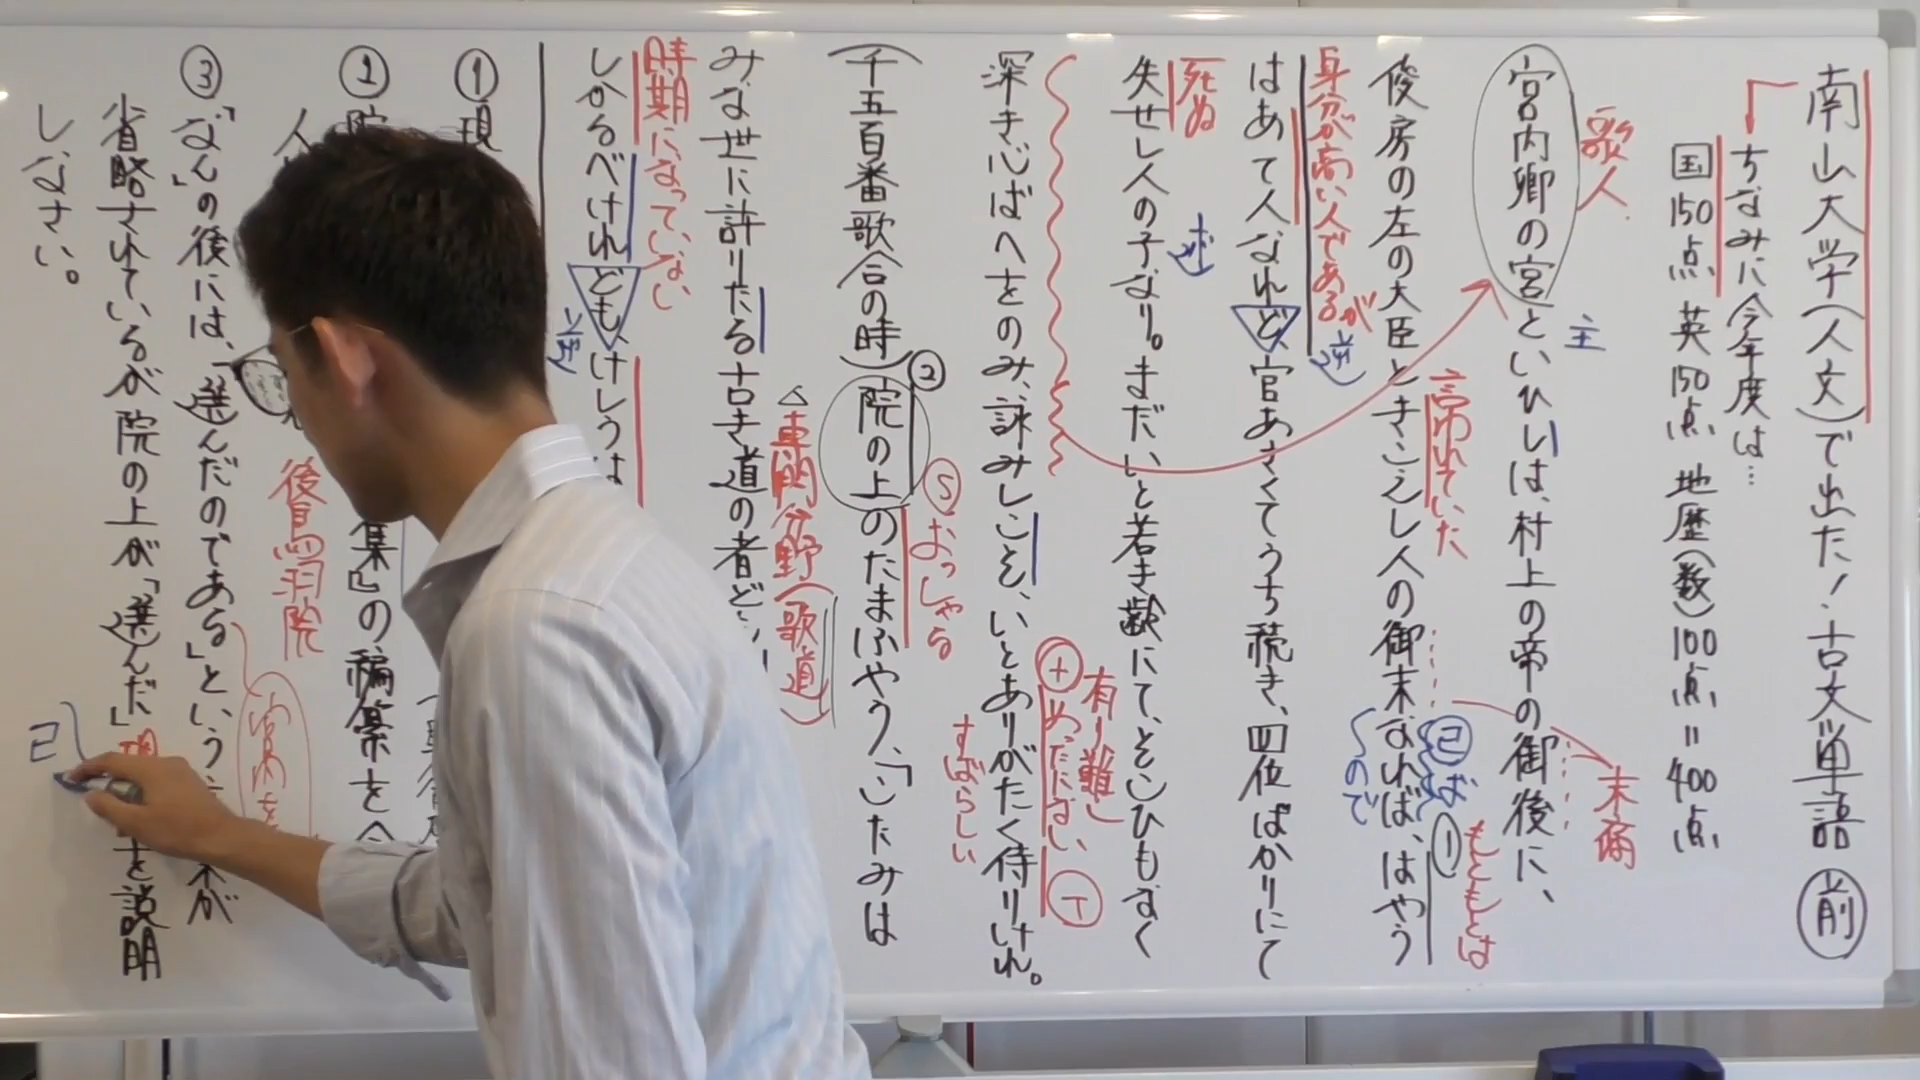 南山大学(人文)で出た!古文単語 前
ちなみに今年度は…
国150点 英150点 地歴(数)100点=400点
歌人
宮内卿の宮といひしは、村上の帝の御後に、
主
末裔
俊房の左の大臣ときこえし人の御末なれば、はやう
言われていた
已
ば
ので
①
もともとは
身分が高い人であるが
逆
はあて人なれど、官あさくてうち続き、四位ばかりにて
死ぬ
失せし人の子なり。まだいと若き齢にて、そこひもなく
深き心ばへをのみ、詠みしこそ、いとありがたく侍りけれ。
有り難し
+
めったにない
すばらしい
(千五百番歌合の時)院の上のたまふやう、「こたみは
②
S
おっしゃる
専門分野(歌道)
みな世に許りたる古き道の者ど
時期になっていない
しかるべけれども、けしうは
逆
①現
②院
集』の編纂を
人
後鳥羽院
③「なんの後には、「選んだのである」という
が
省略されているが院の上が「選んだ」
を説明
しなさい。
已